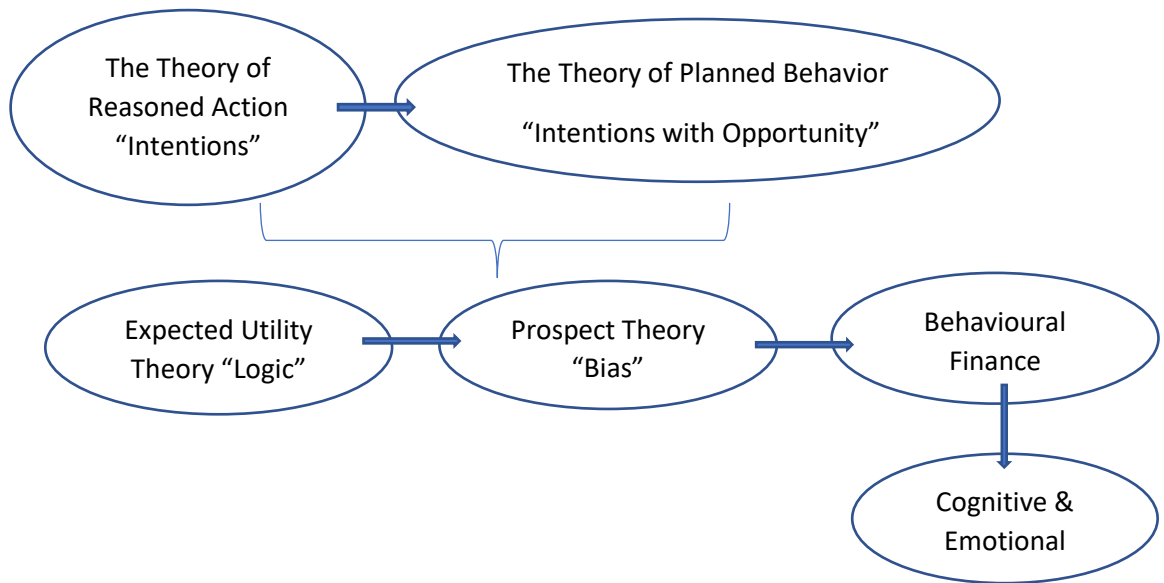 The Theory of
Reasoned Action
“Intentions”
The Theory of Planned Behavior
“Intentions with Opportunity”
Expected Utility
Theory “Logic”
Prospect Theory
“Bias”
Behavioural
Finance
Cognitive &
Emotional